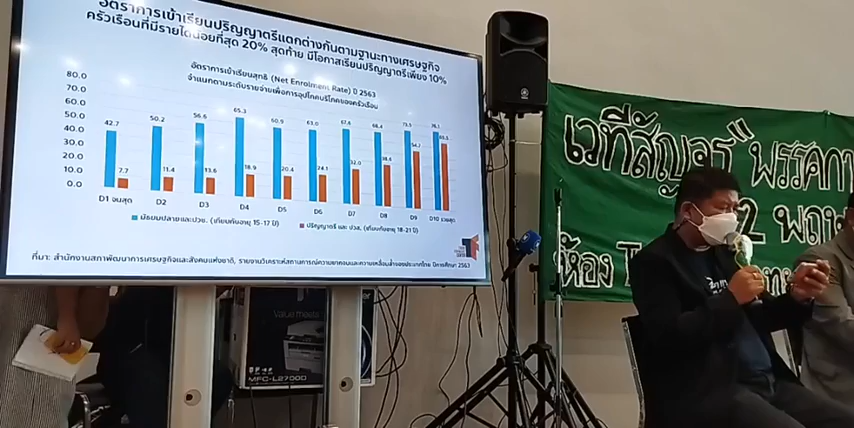 อัตราการเข้าเรียนปริญญาตรีแตกต่างกันตามฐานะทางเศรษฐกิจ
ครัวเรือนที่มีรายได้น้อยที่สุด 20% สุดท้าย มีโอกาสเรียนปริญญาตรีเพียง 10%
อัตราการเข้าเรียนสุทธิ (Net Enrolment Rate) ปี 2563
จำแนกตามระดับรายจ่ายเพื่อการอุปโภคบริโภคของครัวเรือน
80.0
70.0
60.0
50.0
40.0
30.0
20.0
10.0
0.0
42.7
7.7
50.2
11.4
56.6
13.6
65.3
18.9
60.9
20.4
63.0
24.1
67.6
32.0
68.4
38.6
73.5
54.7
D1 จนสุด
D2
D3
D4
D5
D6
D7
D8
D9
D10 รวยสุด
มัธยมปลายและปวช. (เทียบกับอายุ 15-17 ปี)
ปริญญาตรี และ ปวส. (เทียบกับอายุ 18-21 ปี)
ที่มา: สำนักงานสภาพัฒนาการเศรษฐกิจและสังคมแห่งชาติ, รายงานวิเคราะห์สถานการณ์ความยากจนและความเหลื่อมล้ำของประเทศไทย ปีการศึกษา 2563
เวทีสัญจร พรรคกา
2 พฤษ
ห้อง T
Value meets
MFC-L2700D